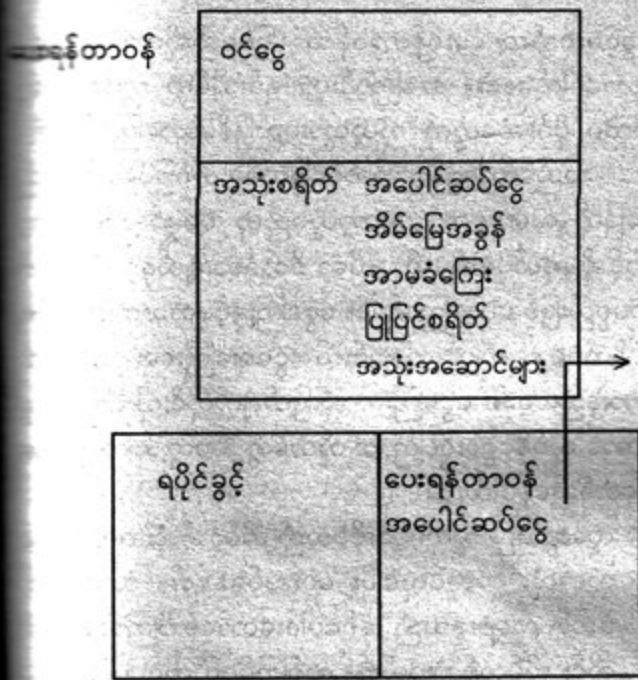 ပေးရန်တာဝန် ဝင်ငွေ
အသုံးစရိတ် အပေါင်ဆပ်ငွေ
အိမ်မြေအခွန်
အာမခံကြေး
ပြုပြင်စရိတ်
အသုံးအဆောင်များ
ရပိုင်ခွင့် ပေးရန်တာဝန်
အပေါင်ဆပ်ငွေ